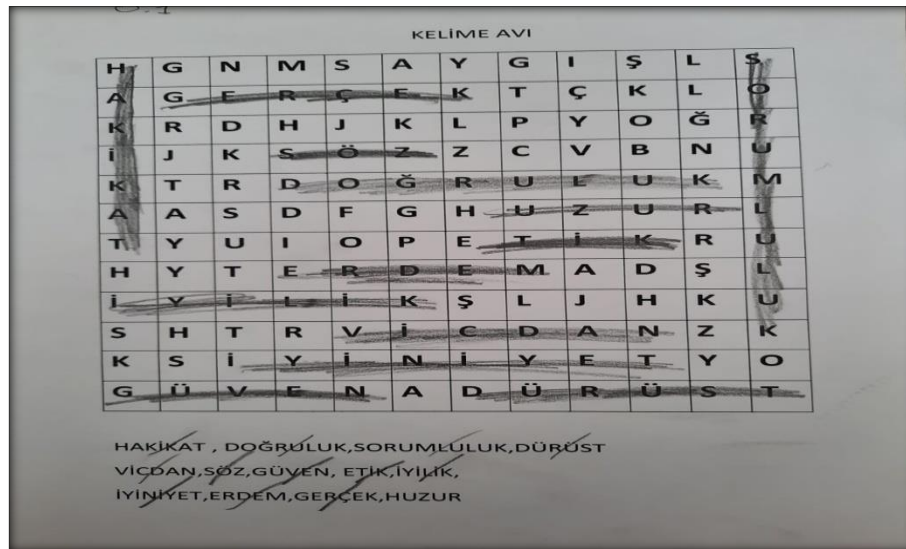 KELİME AVI
H G N M S A Y G I Ş L S
A G E R Ç E K T Ç K L O
K R D H J K L P Y O Ğ R
İ J K S Ö Z Z C V B N U
K T R D O Ğ R U L U K M
A A S D F G H U Z U R L
T Y U I O P E T İ K R U
H Y T E R D E M A D Ş L
İ Y İ L İ K Ş L J H K U
S H T R V İ C D A N Z K
K S İ Y İ N İ Y E T Y O
G Ü V E N A D Ü R Ü S T
HAKİKAT , DOĞRULUK,SORUMLULUK,DÜRÜST
VİCDAN,SÖZ,GÜVEN, ETİK,İYİLİK,
İYİNİYET,ERDEM,GERÇEK,HUZUR